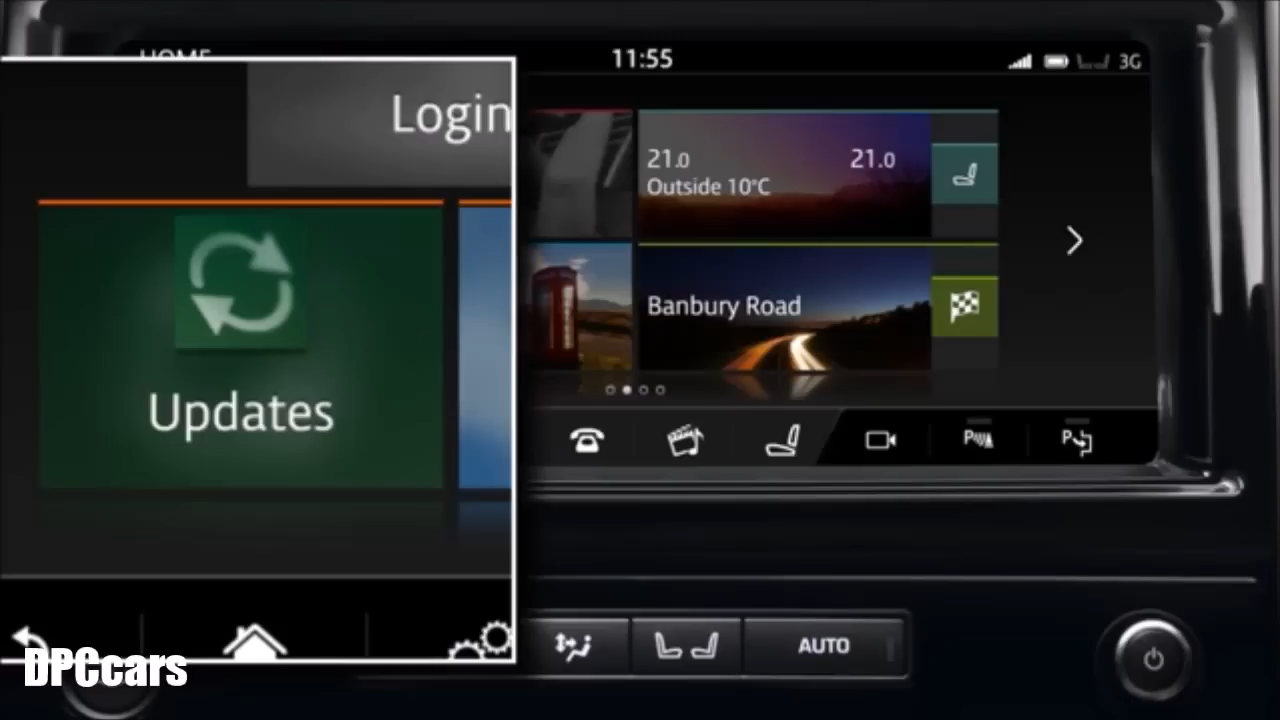 HOME
11:55
3G
Login
21.0
21.0
Outside 10°C
Updates
Banbury Road
P
P
AUTO
DPCcars